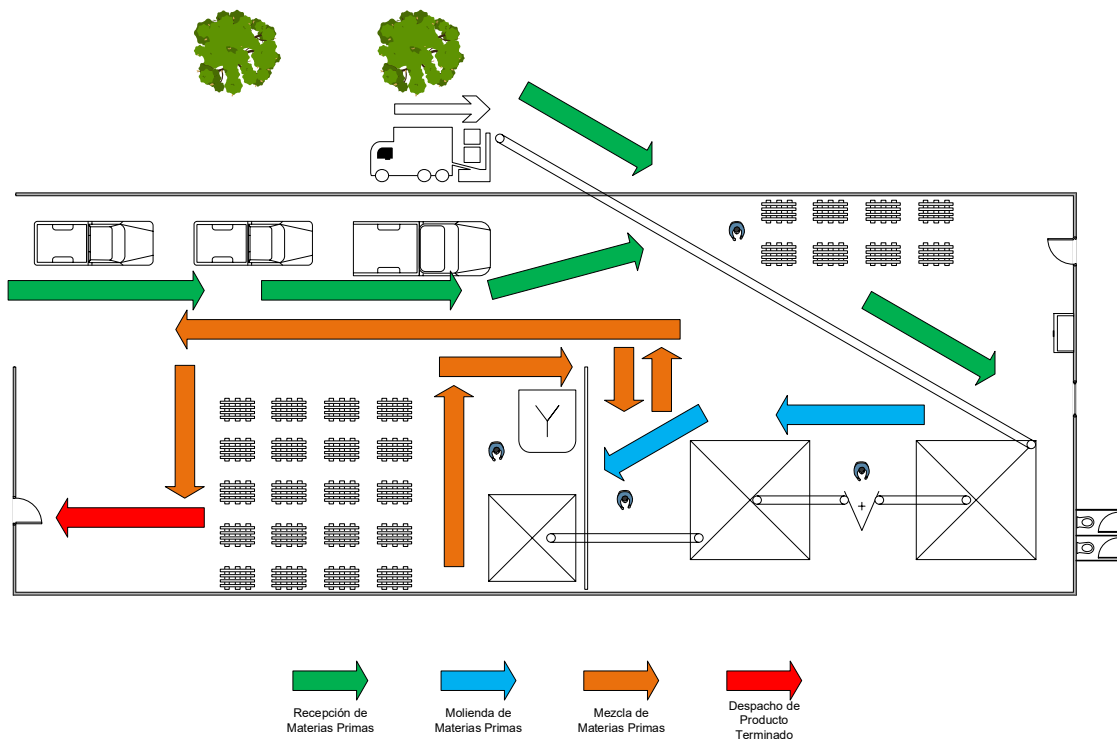 Recepción de
Materias Primas
Molienda de
Materias Primas
Mezcla de
Materias Primas
Despacho de
Producto
Terminado